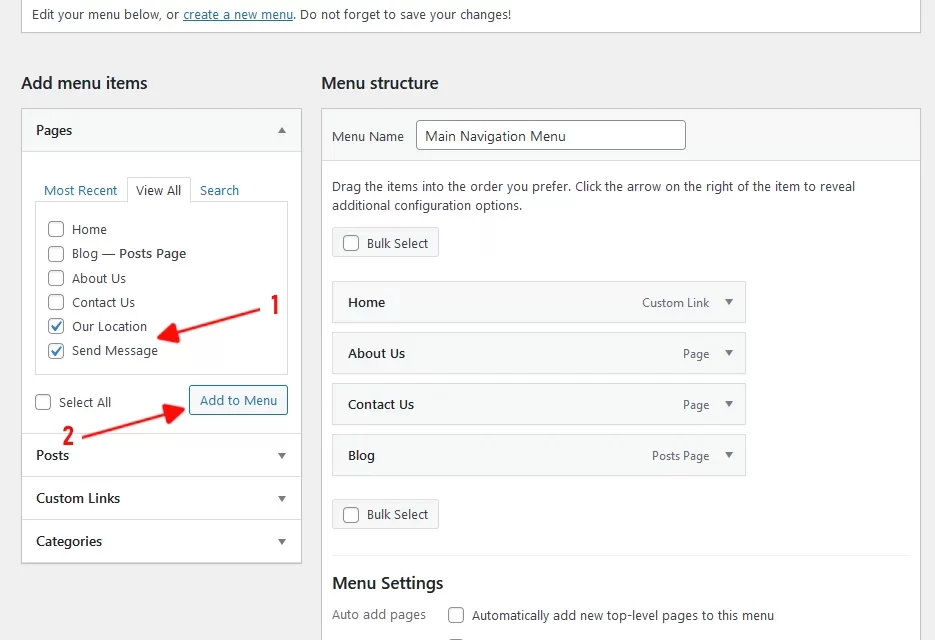 Edit your menu below, or create a new menu. Do not forget to save your changes!
Add menu items
Pages
Most Recent View All Search
Home
Blog — Posts Page
About Us
Contact Us
Our Location
Send Message
1
Select All Add to Menu
2
Posts
Custom Links
Categories
Menu structure
Menu Name Main Navigation Menu
Drag the items into the order you prefer. Click the arrow on the right of the item to reveal
additional configuration options.
Bulk Select
Home Custom Link
About Us Page
Contact Us Page
Blog Posts Page
Bulk Select
Menu Settings
Auto add pages Automatically add new top-level pages to this menu